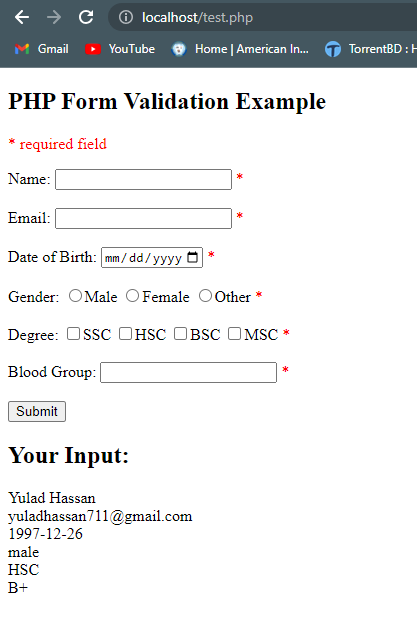 localhost/test.php
Gmail YouTube Home | American In... TorrentBD : H
PHP Form Validation Example
* required field
Name: *
Email: *
Date of Birth: mm/dd/yyyy *
Gender: Male Female Other *
Degree: SSC HSC BSC MSC *
Blood Group: *
Submit
Your Input:
Yulad Hassan
yuladhassan711@gmail.com
1997-12-26
male
HSC
B+